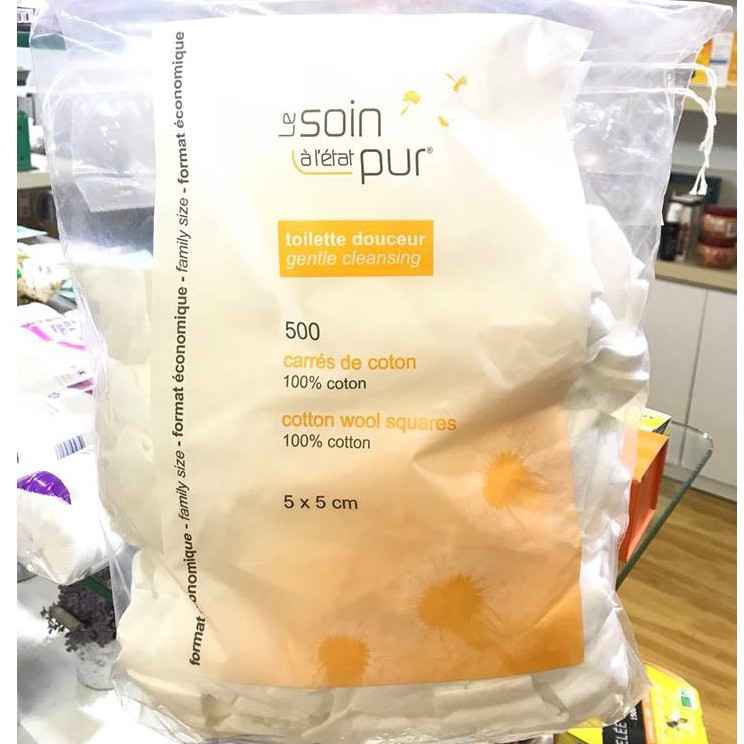 Le soin
à l'état pur®
toilette douceur
gentle cleansing
500
carrés de coton
100% coton
cotton wool squares
100% cotton
5 x 5 cm
format économique - family size - format économique - family size - format économique